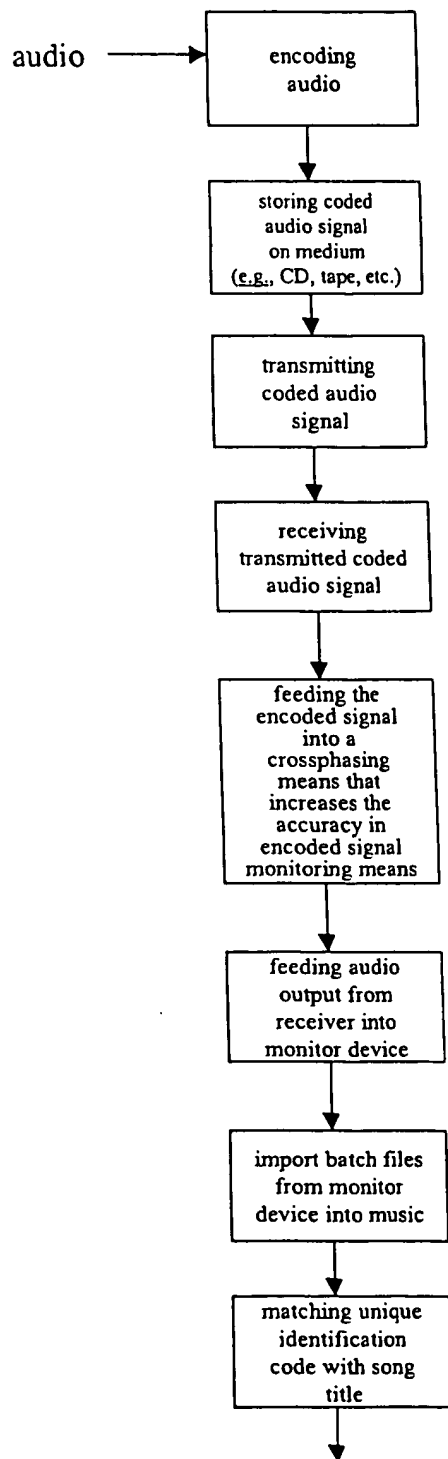 audio
encoding
audio
storing coded
audio signal
on medium
(e.g., CD, tape, etc.)
transmitting
coded audio
signal
receiving
transmitted coded
audio signal
feeding the
encoded signal
into a
crossphasing
means that
increases the
accuracy in
encoded signal
monitoring means
feeding audio
output from
receiver into
monitor device
import batch files
from monitor
device into music
matching unique
identification
code with song
title